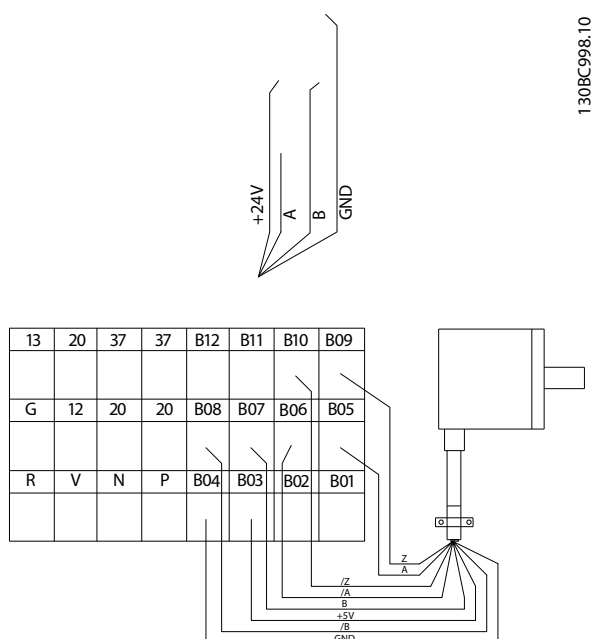 130BC998.10
+24V
A
B
GND
13 20 37 37 B12 B11 B10 B09
G 12 20 20 B08 B07 B06 B05
R V N P B04 B03 B02 B01
Z
A
/Z
/A
B
+5V
/B
GND